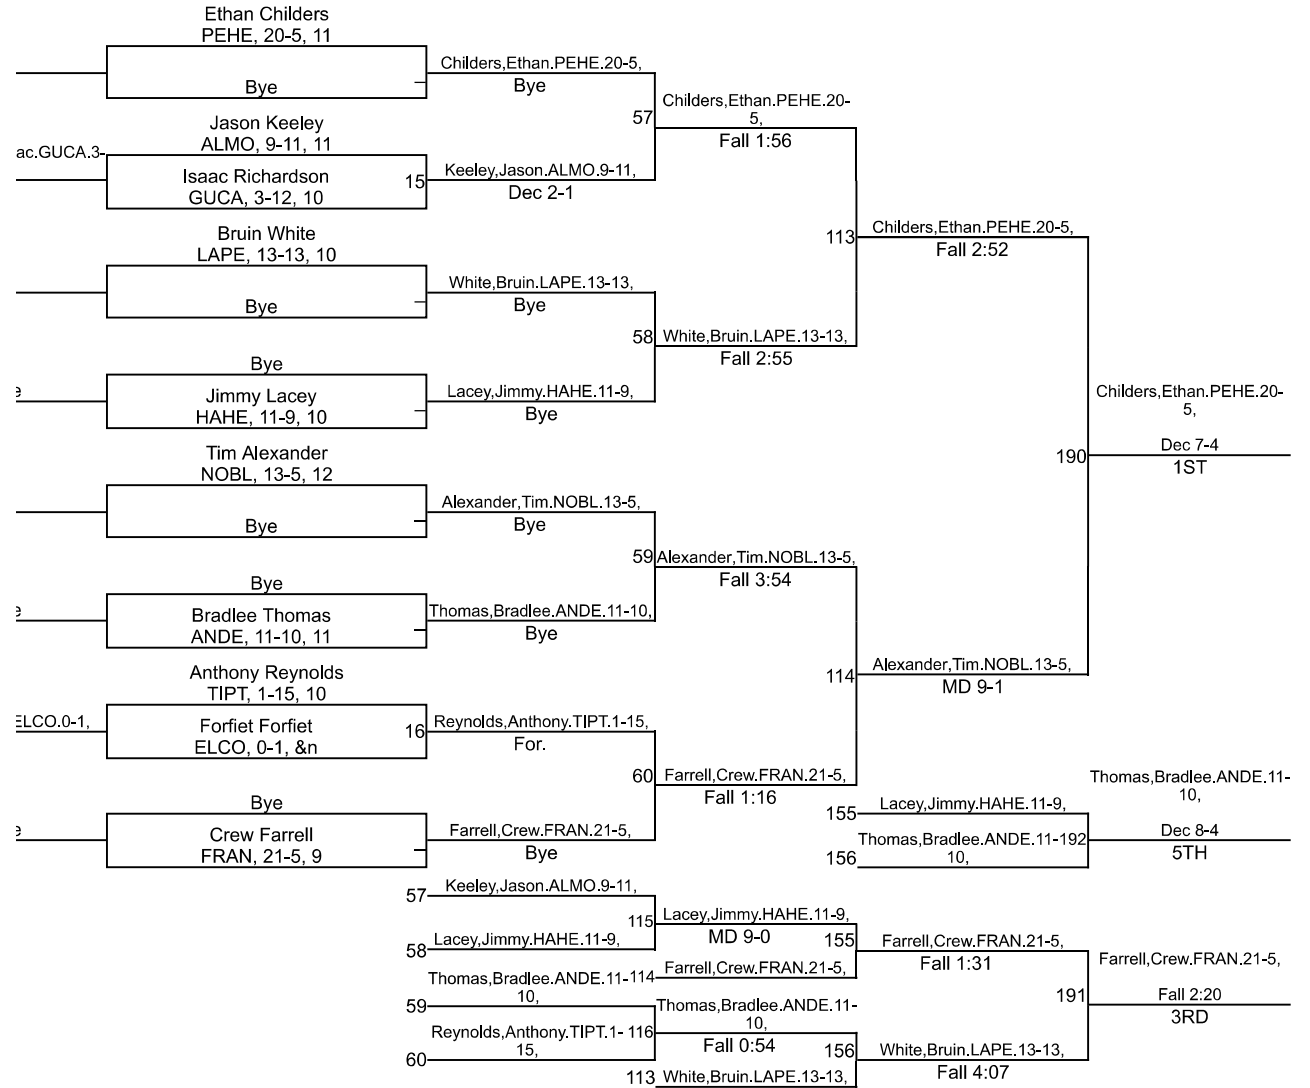 Ethan Childers
PEHE, 20-5, 11
Bye
Childers,Ethan.PEHE.20-5,
Bye
57
Childers,Ethan.PEHE.20-
5,
Fall 1:56
ac.GUCA.3-
Jason Keeley
ALMO, 9-11, 11
Isaac Richardson
GUCA, 3-12, 10
15
Keeley,Jason.ALMO.9-11,
Dec 2-1
113
Childers,Ethan.PEHE.20-5,
Fall 2:52
Bruin White
LAPE, 13-13, 10
Bye
White,Bruin.LAPE.13-13,
Bye
58
White,Bruin.LAPE.13-13,
Fall 2:55
e
Bye
Jimmy Lacey
HAHE, 11-9, 10
Lacey,Jimmy.HAHE.11-9,
Bye
190
Childers,Ethan.PEHE.20-
5,
Dec 7-4
1ST
Tim Alexander
NOBL, 13-5, 12
Bye
Alexander,Tim.NOBL.13-5,
Bye
59
Alexander,Tim.NOBL.13-5,
Fall 3:54
e
Bye
Bradlee Thomas
ANDE, 11-10, 11
Thomas,Bradlee.ANDE.11-10,
Bye
114
Alexander,Tim.NOBL.13-5,
MD 9-1
ELCO.0-1,
Anthony Reynolds
TIPT, 1-15, 10
Forfiet Forfiet
ELCO, 0-1, &n
16
Reynolds,Anthony.TIPT.1-15,
For.
60
Farrell,Crew.FRAN.21-5,
Fall 1:16
e
Bye
Crew Farrell
FRAN, 21-5, 9
Farrell,Crew.FRAN.21-5,
Bye
155
Lacey,Jimmy.HAHE.11-9,
156
Thomas,Bradlee.ANDE.11-
10,
192
Thomas,Bradlee.ANDE.11-
10,
Dec 8-4
5TH
57
Keeley,Jason.ALMO.9-11,
58
Lacey,Jimmy.HAHE.11-9,
115
Lacey,Jimmy.HAHE.11-9,
MD 9-0
114
Farrell,Crew.FRAN.21-5,
155
Farrell,Crew.FRAN.21-5,
Fall 1:31
59
Thomas,Bradlee.ANDE.11-
10,
60
Reynolds,Anthony.TIPT.1-
15,
116
Thomas,Bradlee.ANDE.11-
10,
Fall 0:54
113
White,Bruin.LAPE.13-13,
156
White,Bruin.LAPE.13-13,
Fall 4:07
191
Farrell,Crew.FRAN.21-5,
Fall 2:20
3RD